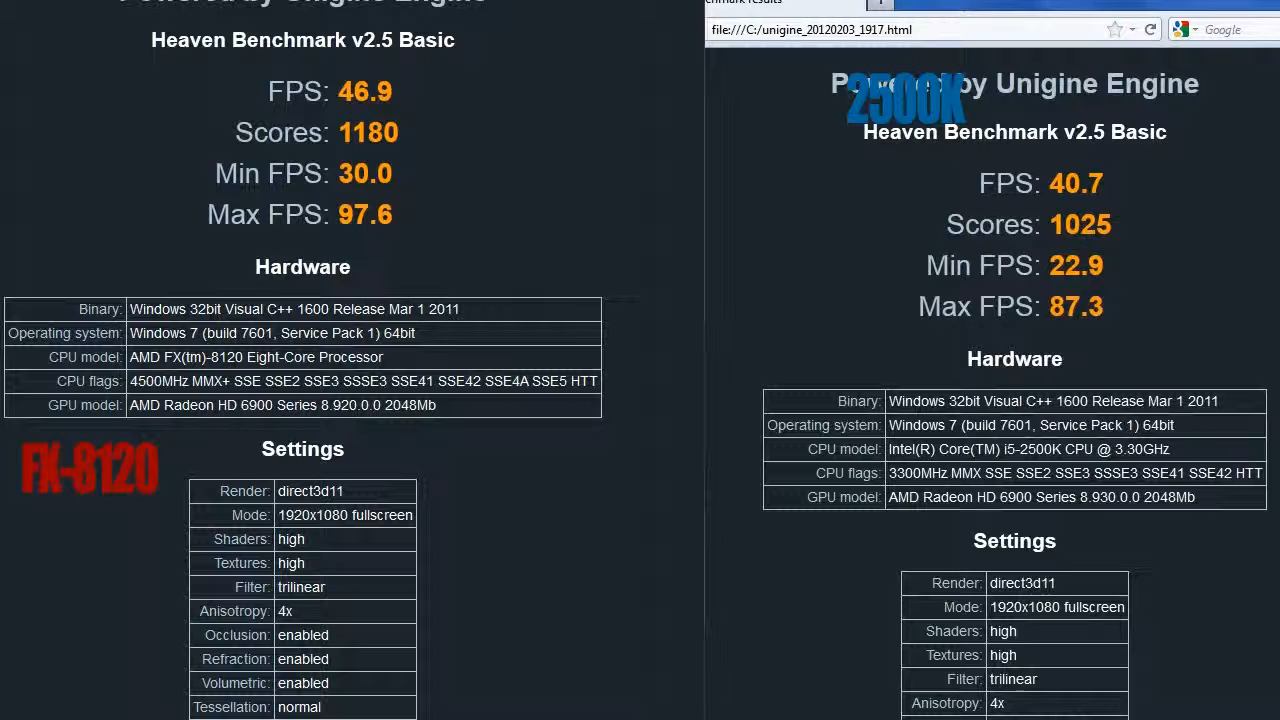 Powered by Unigine Engine
Heaven Benchmark v2.5 Basic
FPS: 46.9
Scores: 1180
Min FPS: 30.0
Max FPS: 97.6
Hardware
Binary: Windows 32bit Visual C++ 1600 Release Mar 1 2011
Operating system: Windows 7 (build 7601, Service Pack 1) 64bit
CPU model: AMD FX(tm)-8120 Eight-Core Processor
CPU flags: 4500MHz MMX+ SSE SSE2 SSE3 SSSE3 SSE41 SSE42 SSE4A SSE5 HTT
GPU model: AMD Radeon HD 6900 Series 8.920.0.0 2048Mb
FX-8120
Settings
Render: direct3d11
Mode: 1920x1080 fullscreen
Shaders: high
Textures: high
Filter: trilinear
Anisotropy: 4x
Occlusion: enabled
Refraction: enabled
Volumetric: enabled
Tessellation: normal
results
file:///C:/unigine_20120203_1917.html
Google
Powered by Unigine Engine
2500K
Heaven Benchmark v2.5 Basic
FPS: 40.7
Scores: 1025
Min FPS: 22.9
Max FPS: 87.3
Hardware
Binary: Windows 32bit Visual C++ 1600 Release Mar 1 2011
Operating system: Windows 7 (build 7601, Service Pack 1) 64bit
CPU model: Intel(R) Core(TM) i5-2500K CPU @ 3.30GHz
CPU flags: 3300MHz MMX SSE SSE2 SSE3 SSSE3 SSE41 SSE42 HTT
GPU model: AMD Radeon HD 6900 Series 8.930.0.0 2048Mb
Settings
Render: direct3d11
Mode: 1920x1080 fullscreen
Shaders: high
Textures: high
Filter: trilinear
Anisotropy: 4x